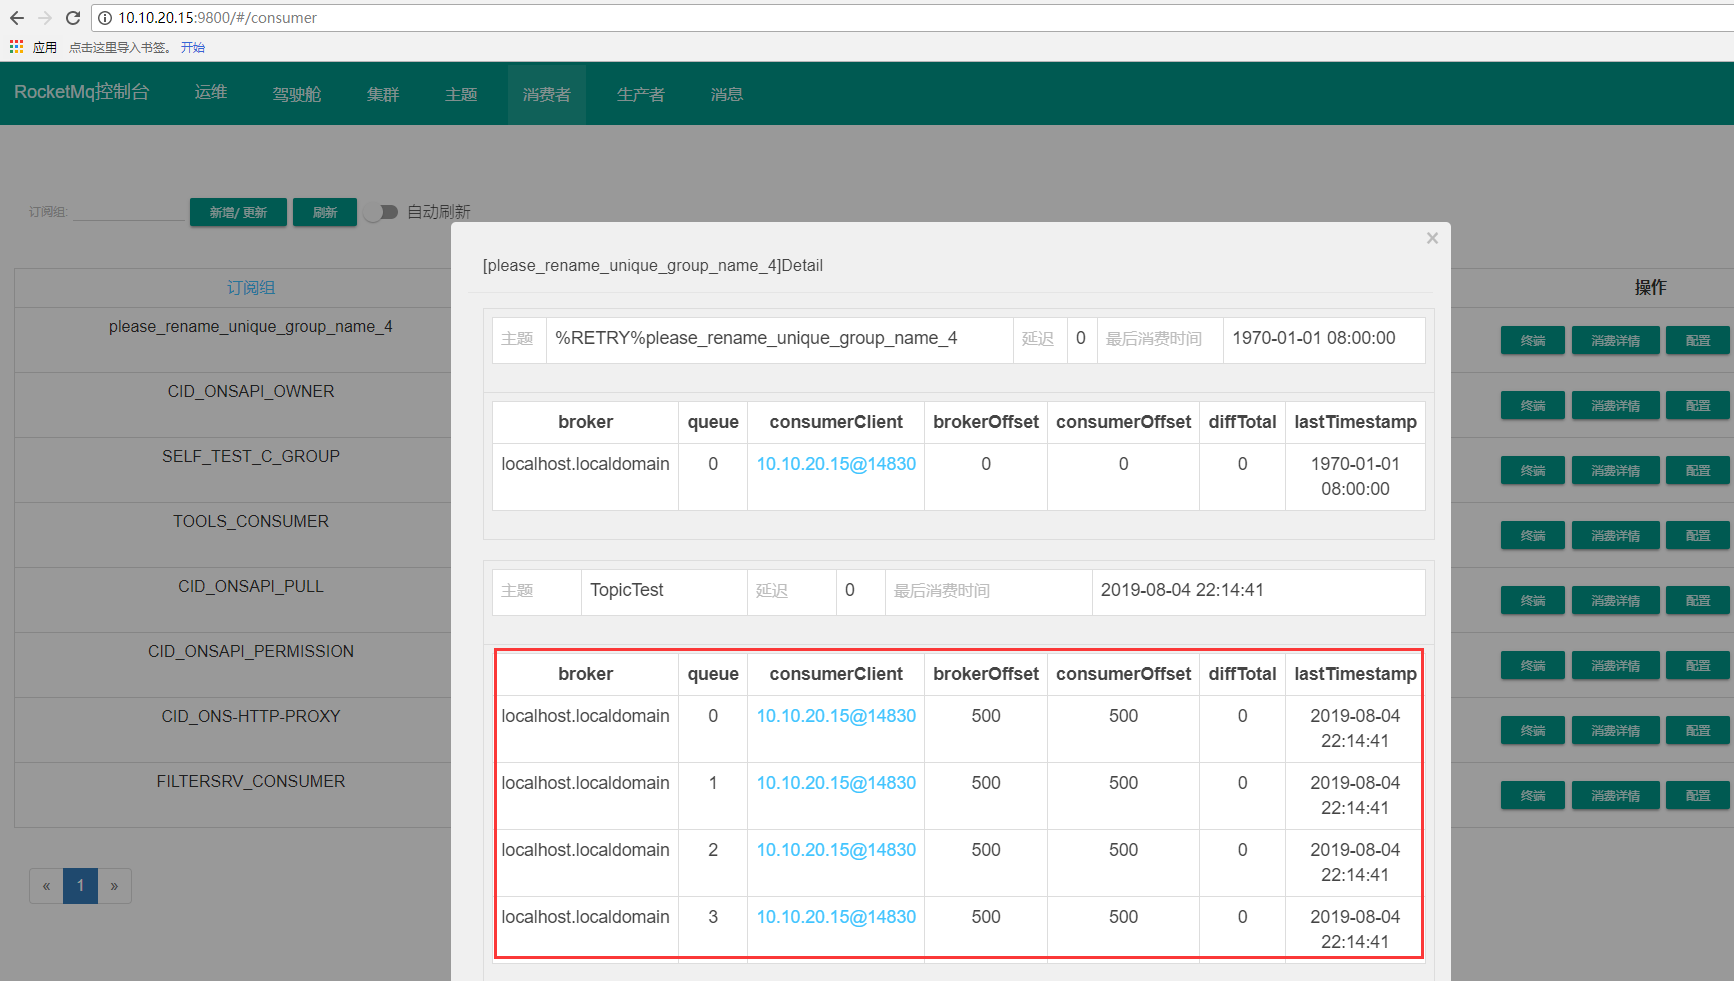 10.10.20.15:9800/#/consumer
应用 点击这里导入书签。 开始
RocketMq控制台 运维 驾驶舱 集群 主题 消费者 生产者 消息
订阅组: 新增/ 更新 刷新 自动刷新
订阅组 操作
please_rename_unique_group_name_4 终端 消费详情 配置
CID_ONSAPI_OWNER 终端 消费详情 配置
SELF_TEST_C_GROUP 终端 消费详情 配置
TOOLS_CONSUMER 终端 消费详情 配置
CID_ONSAPI_PULL 终端 消费详情 配置
CID_ONSAPI_PERMISSION 终端 消费详情 配置
CID_ONS-HTTP-PROXY 终端 消费详情 配置
FILTERSRV_CONSUMER 终端 消费详情 配置
« 1 »
×
[please_rename_unique_group_name_4]Detail
主题 %RETRY%please_rename_unique_group_name_4 延迟 0 最后消费时间 1970-01-01 08:00:00
broker queue consumerClient brokerOffset consumerOffset diffTotal lastTimestamp
localhost.localdomain 0 10.10.20.15@14830 0 0 0 1970-01-01
08:00:00
主题 TopicTest 延迟 0 最后消费时间 2019-08-04 22:14:41
broker queue consumerClient brokerOffset consumerOffset diffTotal lastTimestamp
localhost.localdomain 0 10.10.20.15@14830 500 500 0 2019-08-04
22:14:41
localhost.localdomain 1 10.10.20.15@14830 500 500 0 2019-08-04
22:14:41
localhost.localdomain 2 10.10.20.15@14830 500 500 0 2019-08-04
22:14:41
localhost.localdomain 3 10.10.20.15@14830 500 500 0 2019-08-04
22:14:41